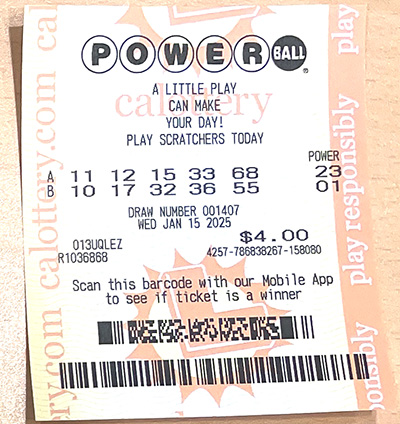 POWERBALL
A LITTLE PLAY
CAN MAKE
YOUR DAY!
PLAY SCRATCHERS TODAY
calottery
POWER
A 11 12 15 33 68 23
B 10 17 32 36 55 01
DRAW NUMBER 001407
WED JAN 15 2025
$4.00
013UQLEZ
R1036868
4257-786838267-158080
Scan this barcode with our Mobile App
to see if ticket is a winner
calottery.com
play responsibly
play